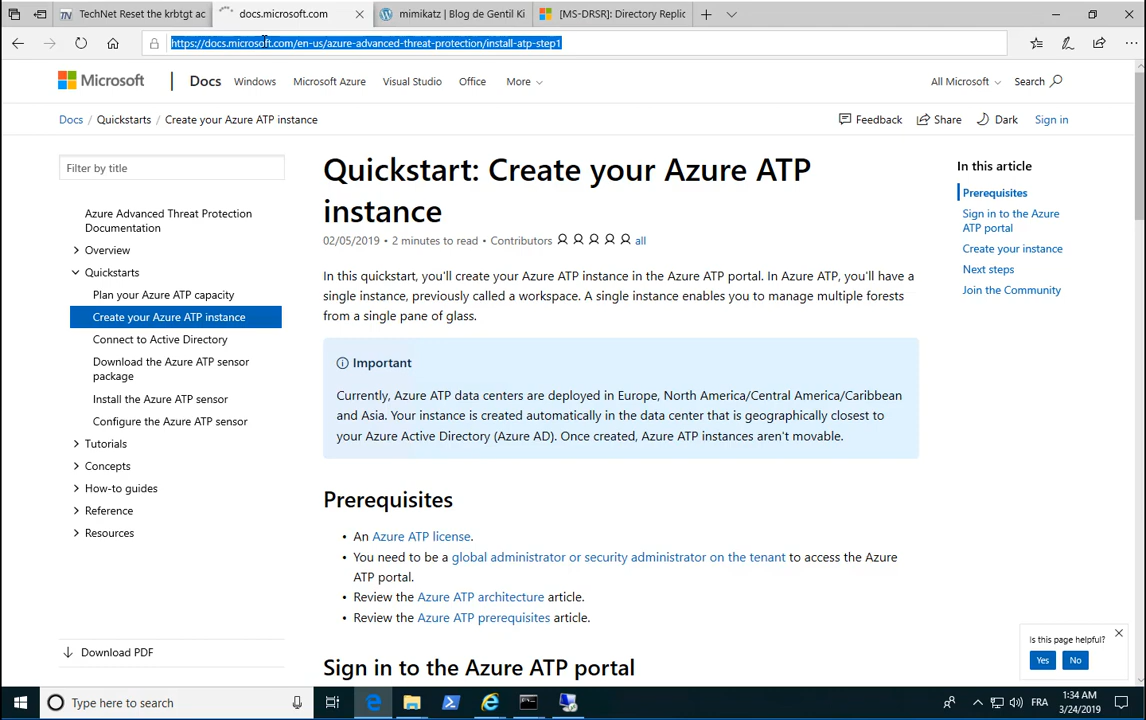 TechNet Reset the krbtgt ac
docs.microsoft.com
mimikatz | Blog de Gentil Ki
[MS-DRSR]: Directory Replic
https://docs.microsoft.com/en-us/azure-advanced-threat-protection/install-atp-step1
Microsoft
Docs
Windows
Microsoft Azure
Visual Studio
Office
More
All Microsoft
Search
Docs / Quickstarts / Create your Azure ATP instance
Feedback
Share
Dark
Sign in
Filter by title
Azure Advanced Threat Protection
Documentation
Overview
Quickstarts
Plan your Azure ATP capacity
Create your Azure ATP instance
Connect to Active Directory
Download the Azure ATP sensor
package
Install the Azure ATP sensor
Configure the Azure ATP sensor
Tutorials
Concepts
How-to guides
Reference
Resources
Download PDF
Quickstart: Create your Azure ATP
instance
02/05/2019 • 2 minutes to read • Contributors all
In this quickstart, you'll create your Azure ATP instance in the Azure ATP portal. In Azure ATP, you'll have a
single instance, previously called a workspace. A single instance enables you to manage multiple forests
from a single pane of glass.
Important
Currently, Azure ATP data centers are deployed in Europe, North America/Central America/Caribbean
and Asia. Your instance is created automatically in the data center that is geographically closest to
your Azure Active Directory (Azure AD). Once created, Azure ATP instances aren't movable.
Prerequisites
• An Azure ATP license.
• You need to be a global administrator or security administrator on the tenant to access the Azure
ATP portal.
• Review the Azure ATP architecture article.
• Review the Azure ATP prerequisites article.
Sign in to the Azure ATP portal
In this article
Prerequisites
Sign in to the Azure
ATP portal
Create your instance
Next steps
Join the Community
Is this page helpful?
Yes
No
Type here to search
FRA
1:34 AM
3/24/2019